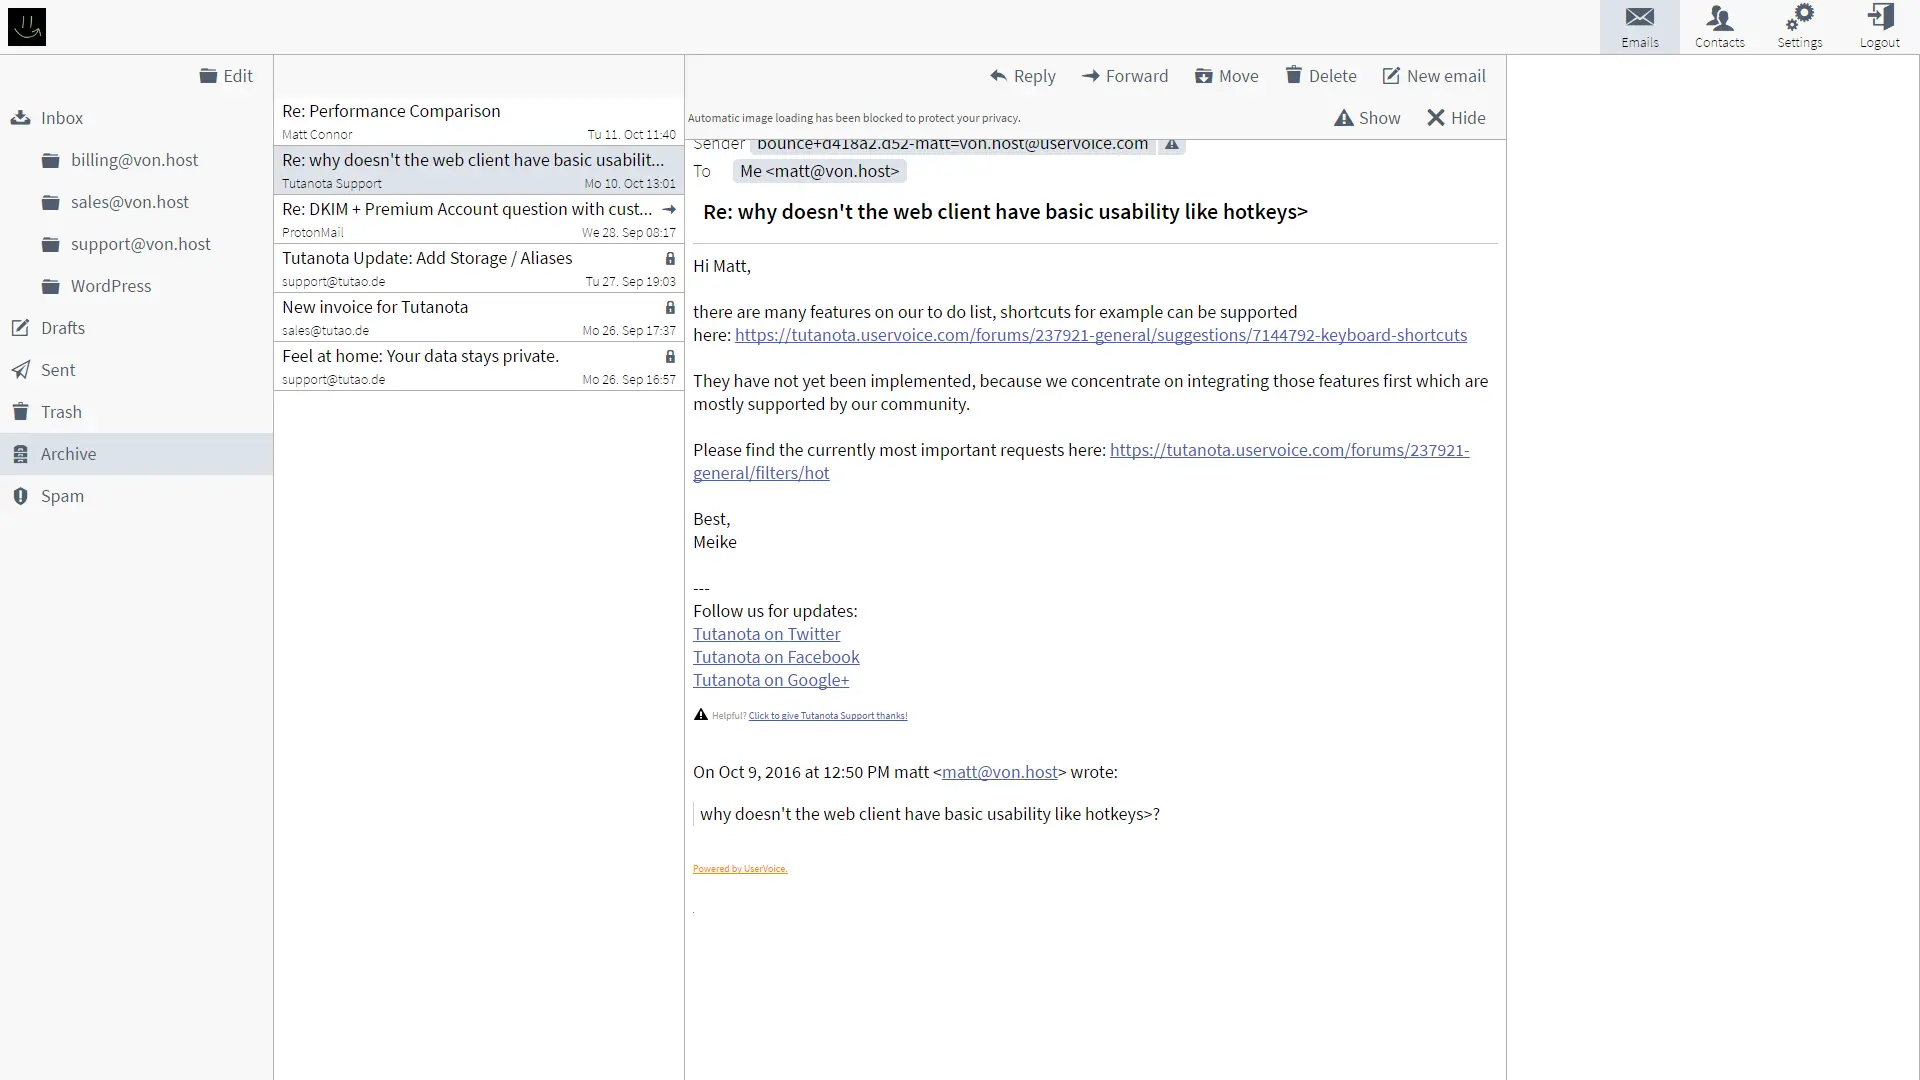 Emails
Contacts
Settings
Logout
Edit
Inbox
billing@von.host
sales@von.host
support@von.host
WordPress
Drafts
Sent
Trash
Archive
Spam
Re: Performance Comparison
Matt Connor Tu 11. Oct 11:40
Re: why doesn't the web client have basic usabilit...
Tutanota Support Mo 10. Oct 13:01
Re: DKIM + Premium Account question with cust...
ProtonMail We 28. Sep 08:17
Tutanota Update: Add Storage / Aliases
support@tutao.de Tu 27. Sep 19:03
New invoice for Tutanota
sales@tutao.de Mo 26. Sep 17:37
Feel at home: Your data stays private.
support@tutao.de Mo 26. Sep 16:57
Reply Forward Move Delete New email
Automatic image loading has been blocked to protect your privacy. Show Hide
Sender bounce+d418a2.d52-matt=von.host@uservoice.com
To Me <matt@von.host>
Re: why doesn't the web client have basic usability like hotkeys>
Hi Matt,
there are many features on our to do list, shortcuts for example can be supported
here: https://tutanota.uservoice.com/forums/237921-general/suggestions/7144792-keyboard-shortcuts
They have not yet been implemented, because we concentrate on integrating those features first which are
mostly supported by our community.
Please find the currently most important requests here: https://tutanota.uservoice.com/forums/237921-
general/filters/hot
Best,
Meike
---
Follow us for updates:
Tutanota on Twitter
Tutanota on Facebook
Tutanota on Google+
Helpful? Click to give Tutanota Support thanks!
On Oct 9, 2016 at 12:50 PM matt <matt@von.host> wrote:
why doesn't the web client have basic usability like hotkeys>?
Powered by UserVoice.
.